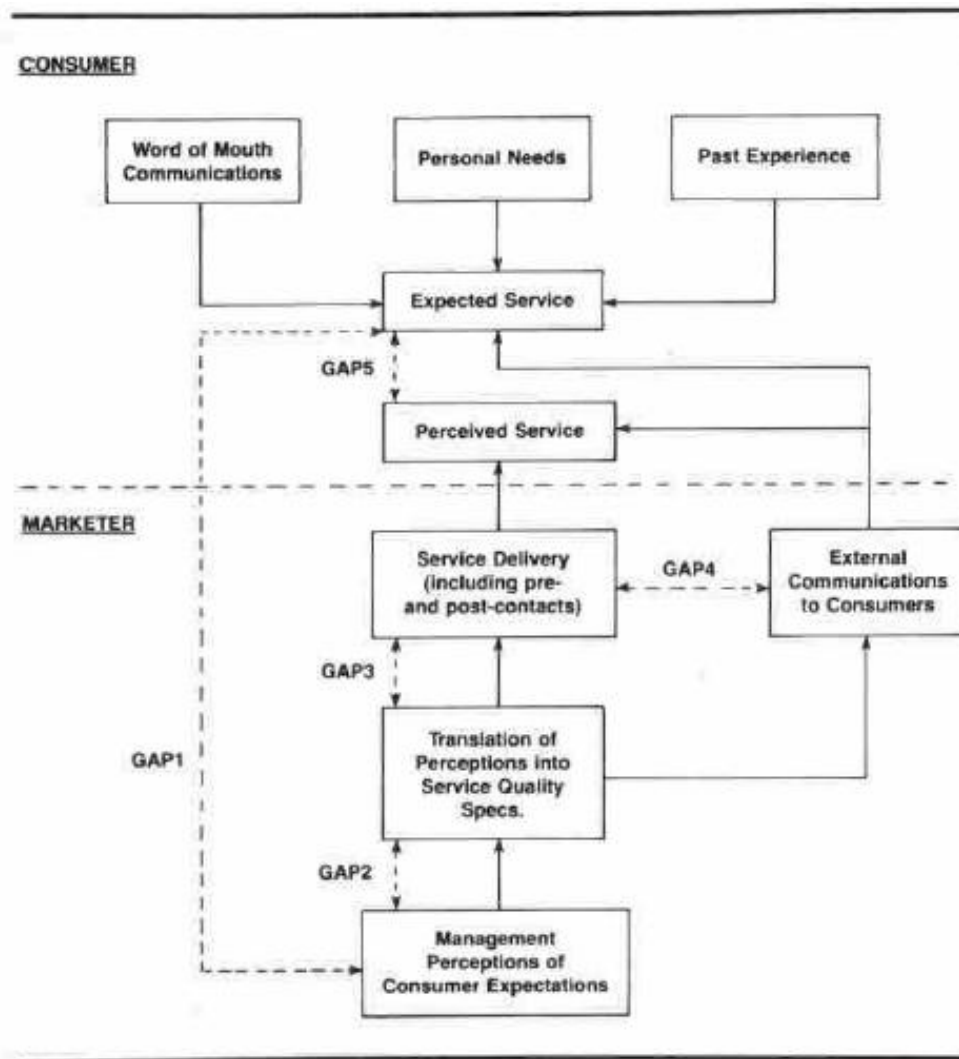 CONSUMER
Word of Mouth
Communications
Personal Needs
Past Experience
Expected Service
GAP5
Perceived Service
MARKETER
Service Delivery
(including pre-
and post-contacts)
GAP4
External
Communications
to Consumers
GAP3
Translation of
Perceptions into
Service Quality
Specs.
GAP1
GAP2
Management
Perceptions of
Consumer Expectations